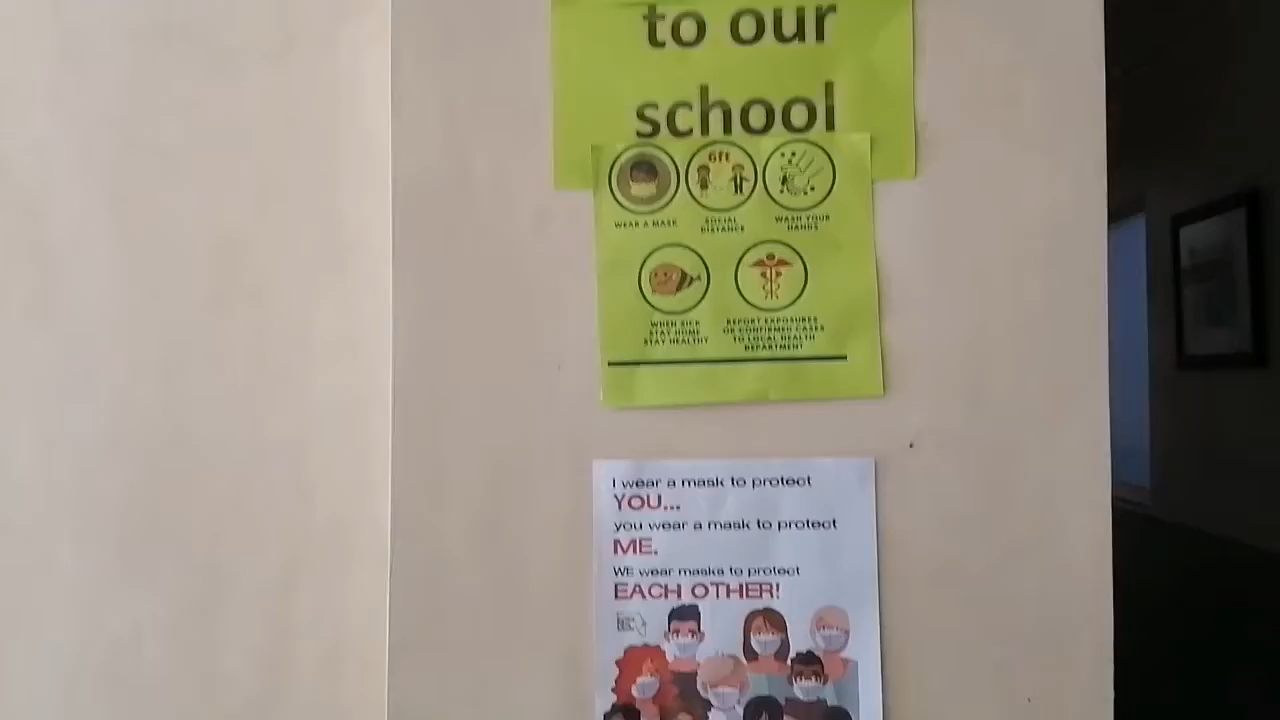 to our
school
6ft
WEAR A MASK
SOCIAL
DISTANCE
WASH YOUR
HANDS
WHEN SICK
STAY HOME
STAY HEALTHY
REPORT EXPOSURES
OR CONFIRMED CASES
TO LOCAL HEALTH
DEPARTMENT
I wear a mask to protect
YOU...
you wear a mask to protect
ME.
WE wear masks to protect
EACH OTHER!